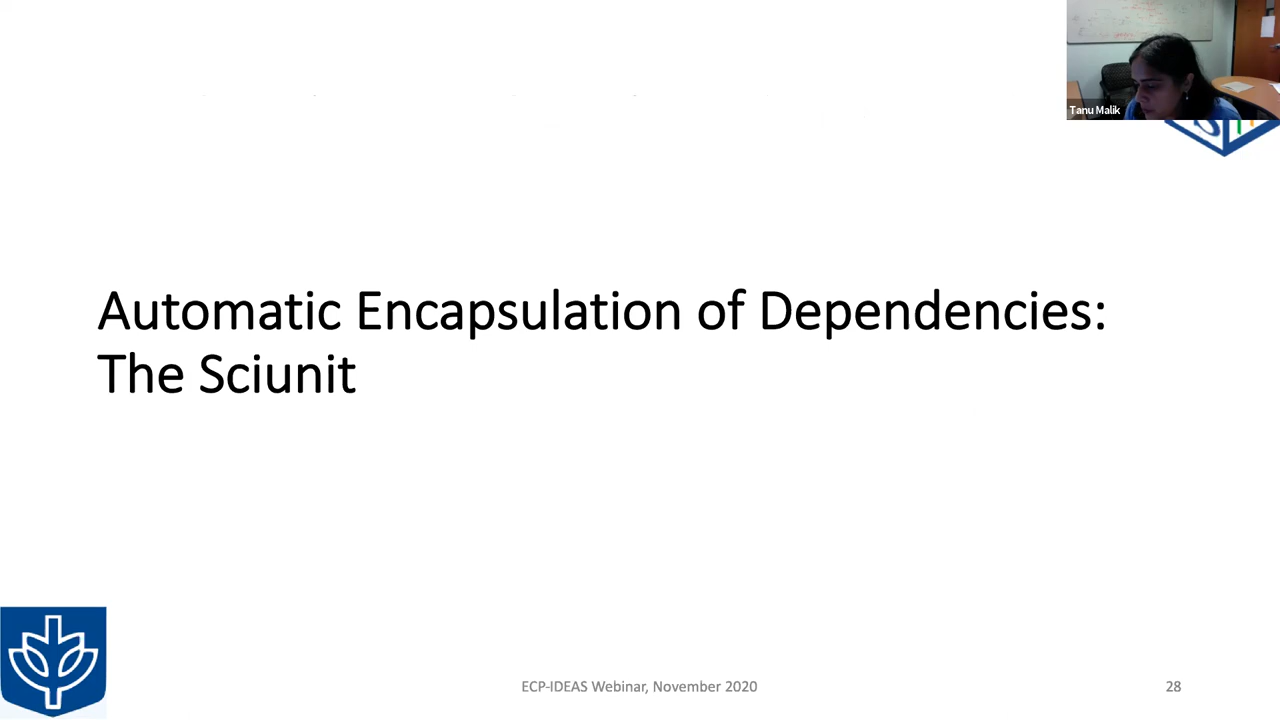 Tanu Malik
Automatic Encapsulation of Dependencies:
The Sciunit
ECP-IDEAS Webinar, November 2020
28